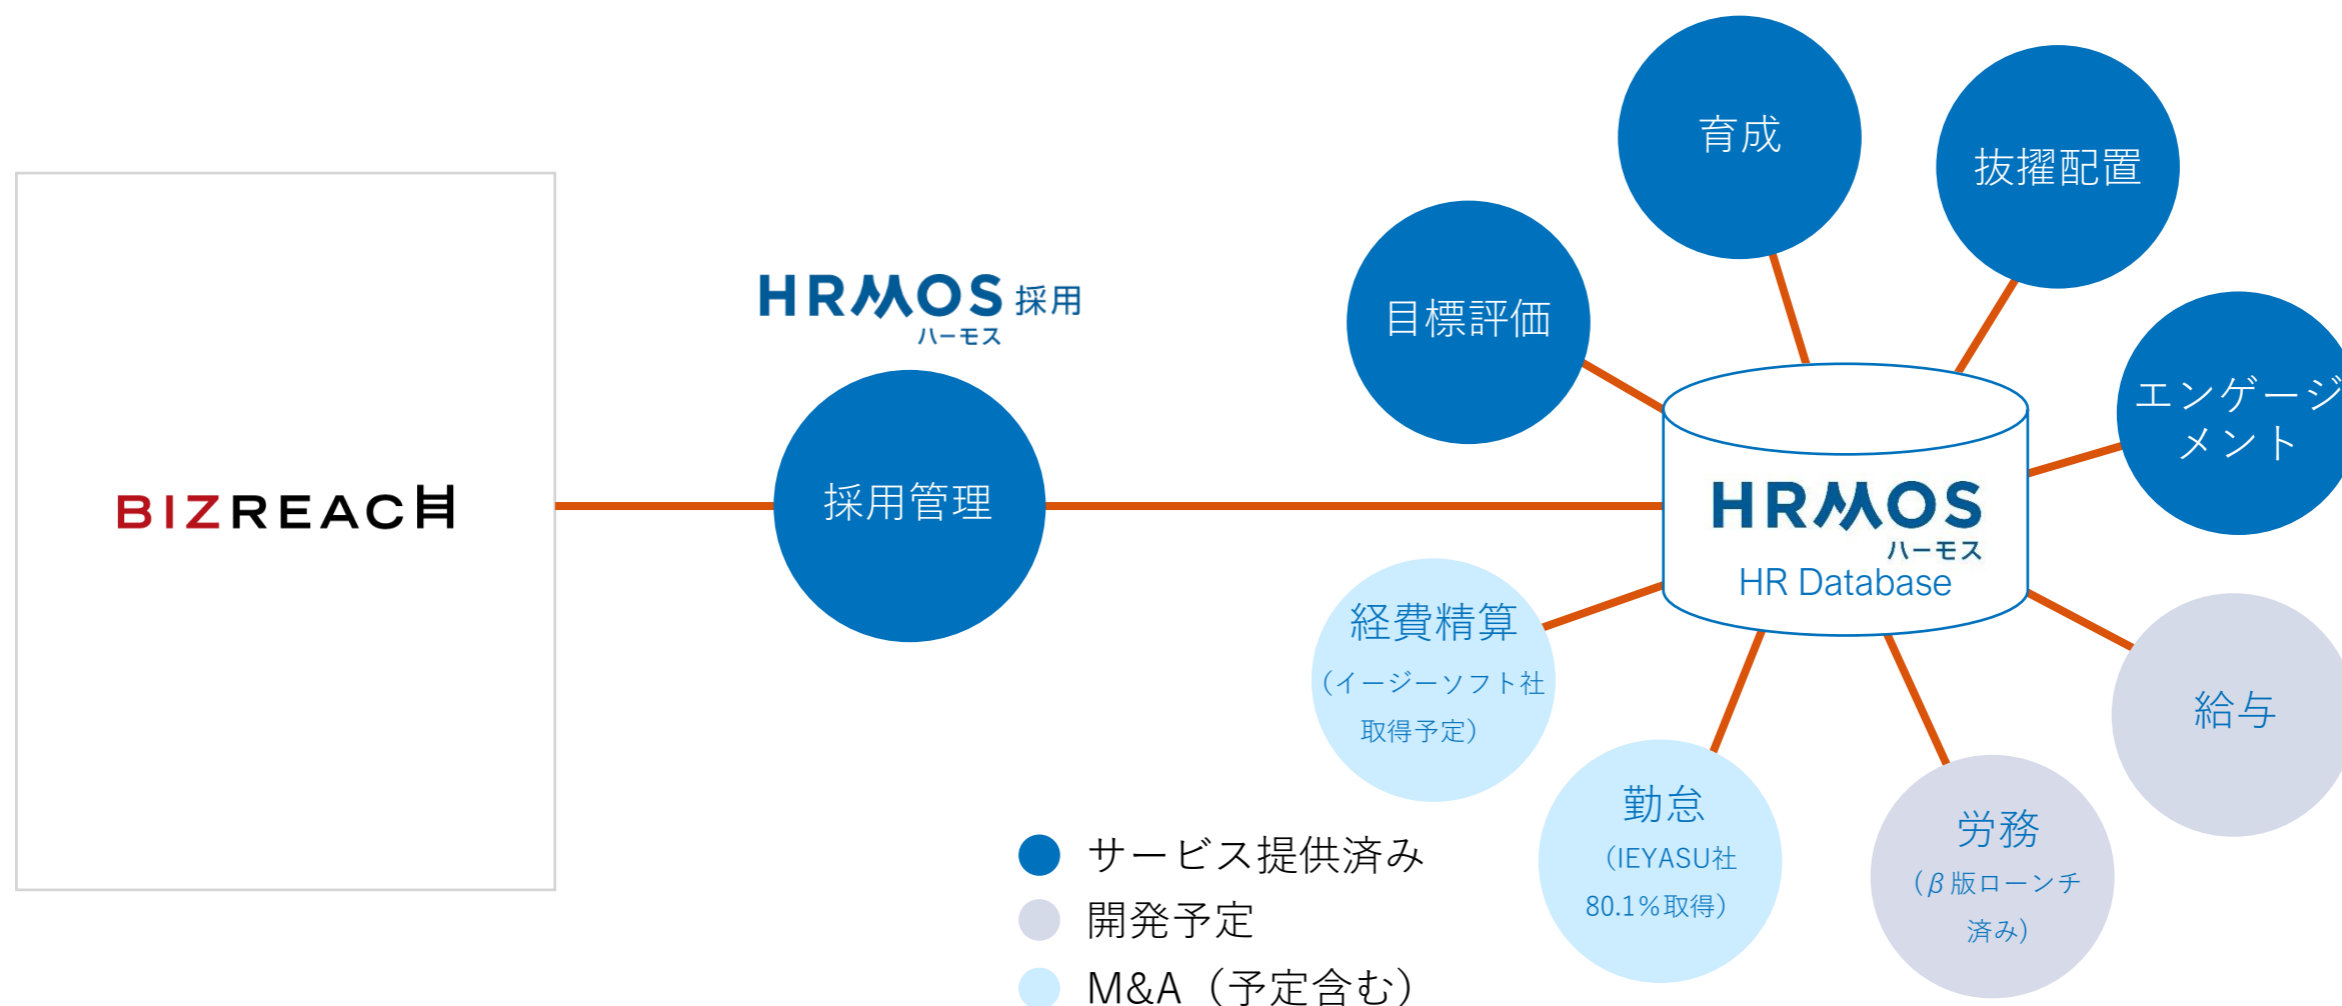 育成
抜擢配置
目標評価
HRMOS 採用
ハーモス
エンゲージ
メント
BIZREACH
採用管理
HRMOS
ハーモス
HR Database
経費精算
（イージーソフト社
取得予定）
給与
勤怠
（IEYASU社
80.1%取得）
労務
（β版ローンチ
済み）
サービス提供済み
開発予定
M&A（予定含む）